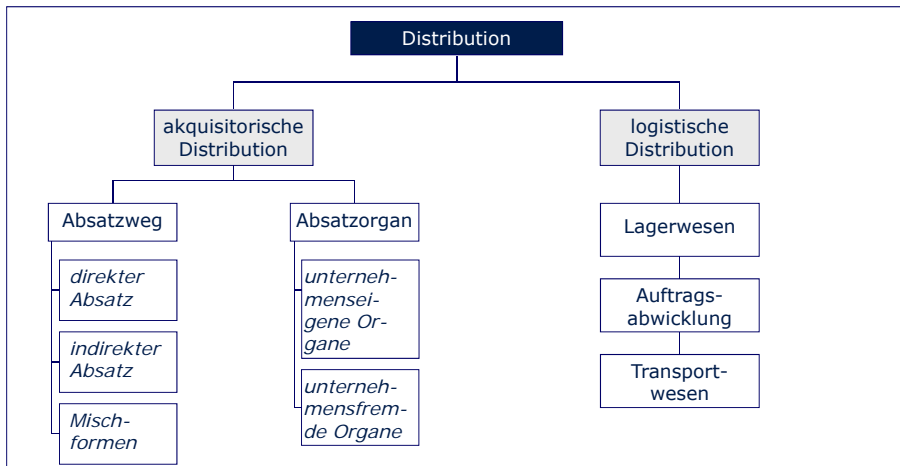 Distribution
akquisitorische
Distribution
logistische
Distribution
Absatzweg
Absatzorgan
Lagerwesen
direkter
Absatz
unterneh-
menseige-
gene Or-
gane
Auftrags-
abwicklung
indirekter
Absatz
Transport-
wesen
unterneh-
mensfrem-
de Organe
Misch-
formen